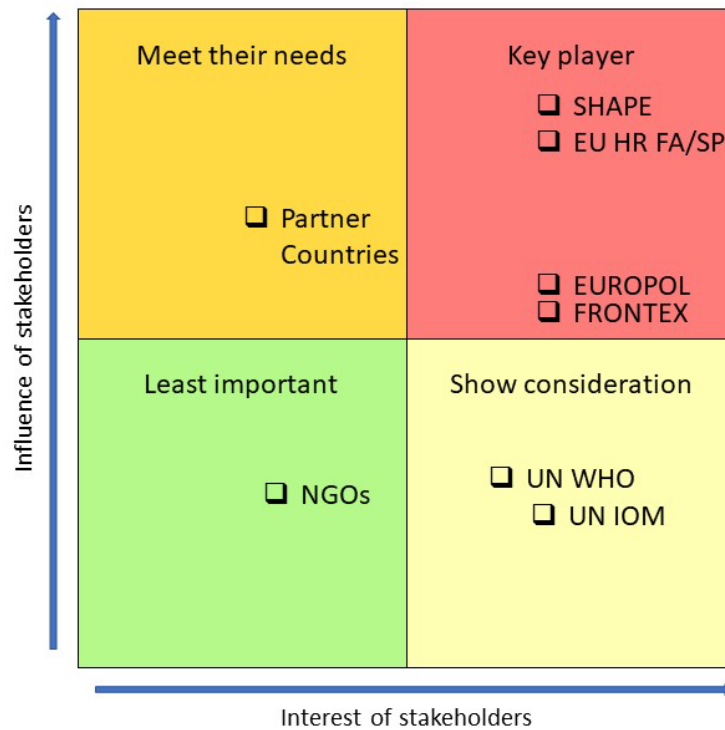 Meet their needs
Key player
SHAPE
EU HR FA/SP
Partner
Countries
EUROPOL
FRONTEX
Least important
Show consideration
UN WHO
NGOs
UN IOM
Influence of stakeholders
Interest of stakeholders